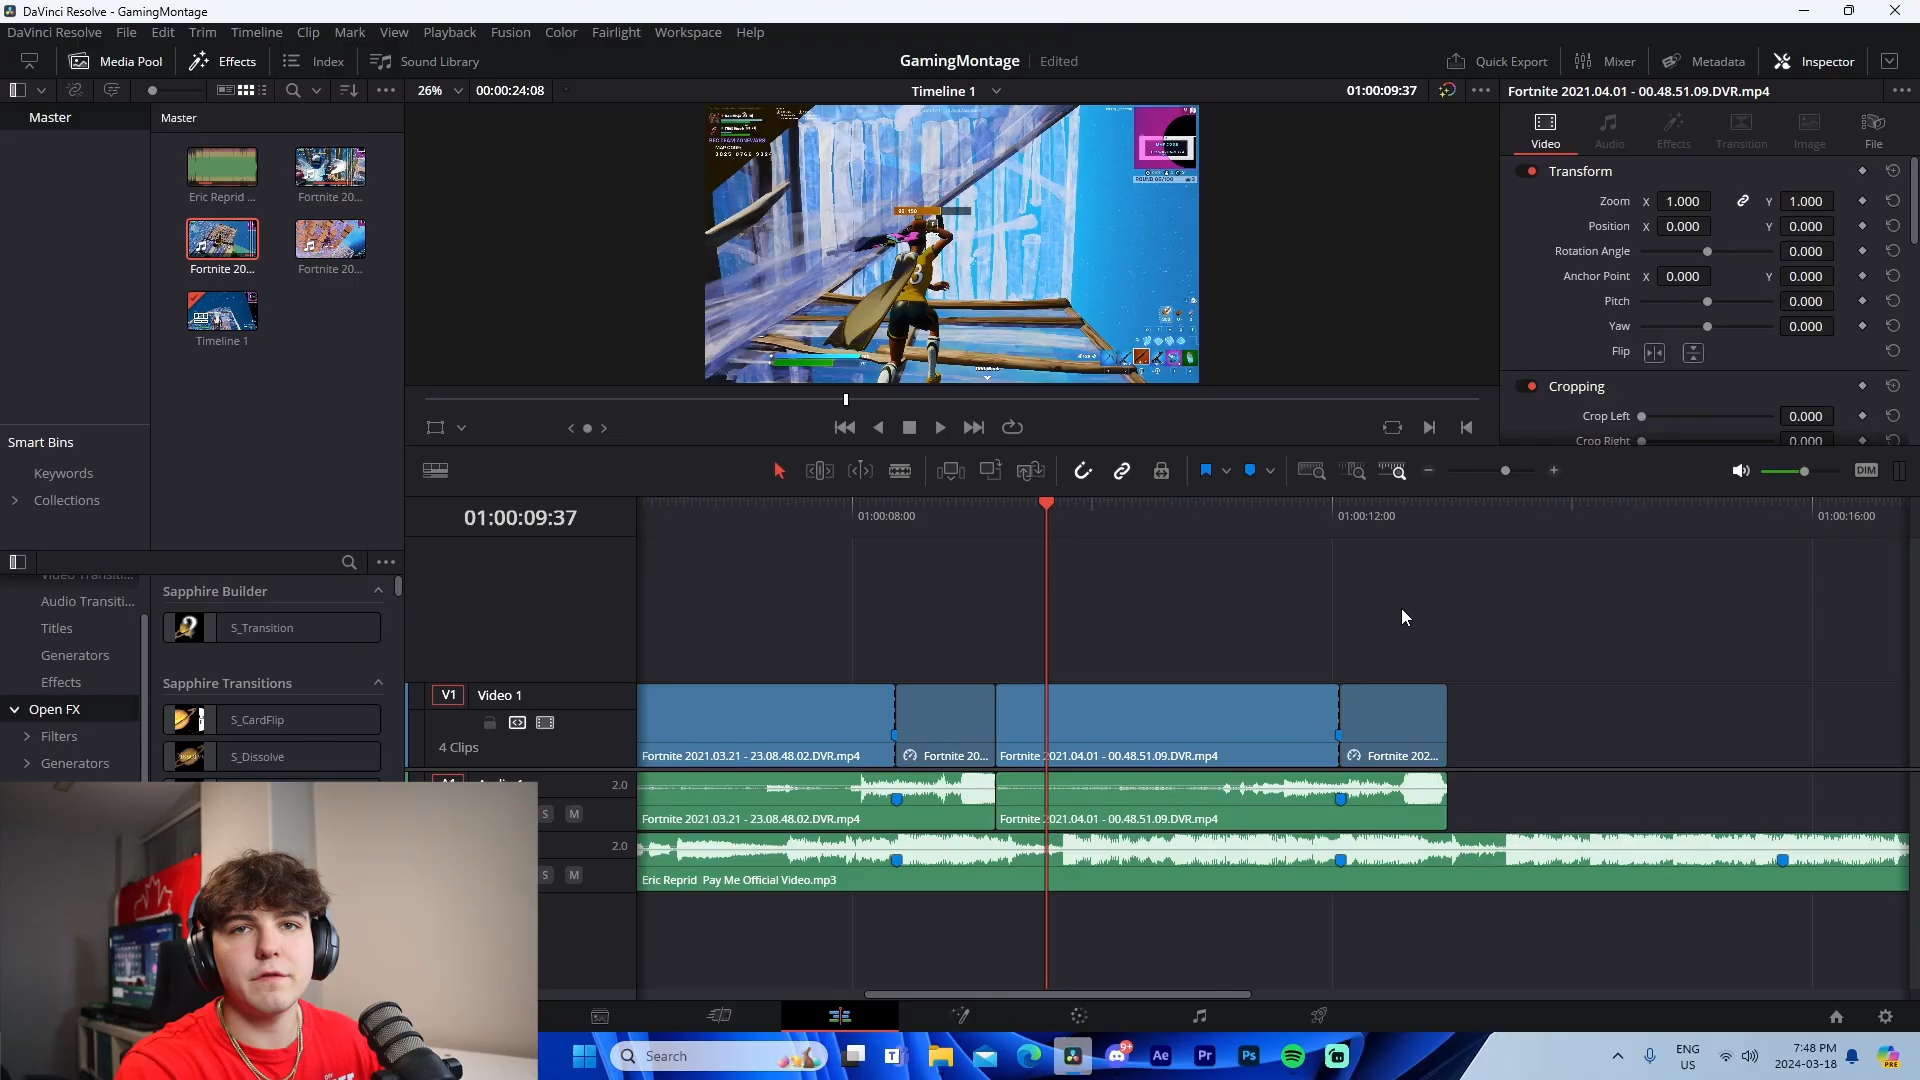 DaVinci Resolve - GamingMontage
DaVinci Resolve File Edit Trim Timeline Clip Mark View Playback Fusion Color Fairlight Workspace Help
Media Pool Effects Index Sound Library GamingMontage Edited Quick Export Mixer Metadata Inspector
26% 00:00:24:08 Timeline 1 01:00:09:37 Fortnite 2021.04.01 - 00.48.51.09.DVR.mp4
Master
Master
Eric Reprid ...
Fortnite 20...
Fortnite 20...
Fortnite 20...
Timeline 1
Video Audio Effects Transition Image File
Transform
Zoom X 1.000 Y 1.000
Position X 0.000 Y 0.000
Rotation Angle 0.000
Anchor Point X 0.000 Y 0.000
Pitch 0.000
Yaw 0.000
Flip
Cropping
Crop Left 0.000
Crop Right 0.000
Smart Bins
Keywords
Collections
DIM
01:00:09:37
01:00:08:00 01:00:12:00 01:00:16:00
Video Transiti...
Audio Transiti...
Titles
Generators
Effects
Open FX
Filters
Generators
Sapphire Builder
S_Transition
Sapphire Transitions
S_CardFlip
S_Dissolve
V1 Video 1
4 Clips
Fortnite 2021.03.21 - 23.08.48.02.DVR.mp4 Fortnite 20... Fortnite 2021.04.01 - 00.48.51.09.DVR.mp4 Fortnite 202...
2.0
S M
Fortnite 2021.03.21 - 23.08.48.02.DVR.mp4 Fortnite 2021.04.01 - 00.48.51.09.DVR.mp4
2.0
S M
Eric Reprid Pay Me Official Video.mp3
Search
9+
Ae Pr Ps
ENG
US
7:48 PM
2024-03-18
PRE